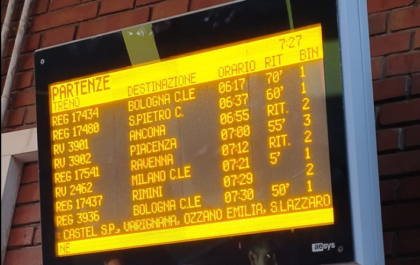 7:27
PARTENZE
TRENO DESTINAZIONE ORARIO RIT BIN
REG 17434 BOLOGNA C.LE 06:17 70' 1
REG 17480 S.PIETRO C. 06:37 60' 1
RV 3901 ANCONA 06:55 RIT. 2
RV 3902 PIACENZA 07:00 55' 3
REG 17541 RAVENNA 07:12 RIT. 2
RV 2462 MILANO C.LE 07:21 5' 1
REG 17437 RIMINI 07:29 2
REG 3936 BOLOGNA C.LE 07:30 50' 1
: CASTEL S.P., VARIGNANA, OZZANO EMILIA, S.LAZZARO
NE
aesys